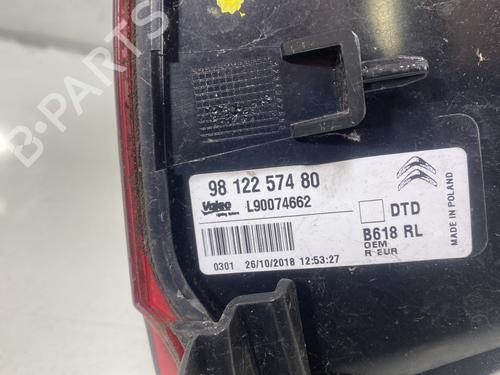 B-PARTS
98 122 574 80
Valeo
L90074662
DTD
B618 RL
OEM
R EUR
MADE IN POLAND
0301 26/10/2018 12:53:27